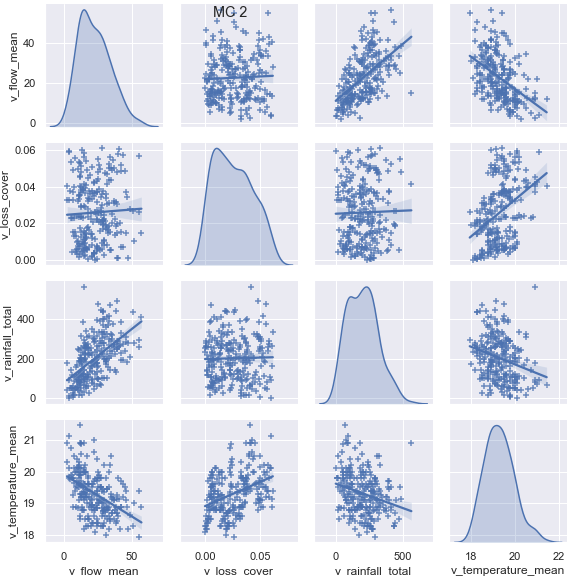 MC 2
v_flow_mean
40
20
0
v_loss_cover
0.06
0.04
0.02
0.00
v_rainfall_total
400
200
0
v_temperature_mean
21
20
19
18
0 50
0.00 0.05
0 500
18 20 22
v_flow_mean
v_loss_cover
v_rainfall_total
v_temperature_mean